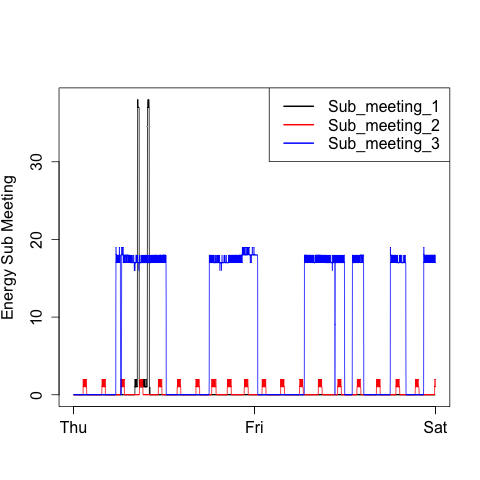 Sub_meeting_1
Sub_meeting_2
Sub_meeting_3
Energy Sub Meeting
30
20
10
0
Thu Fri Sat